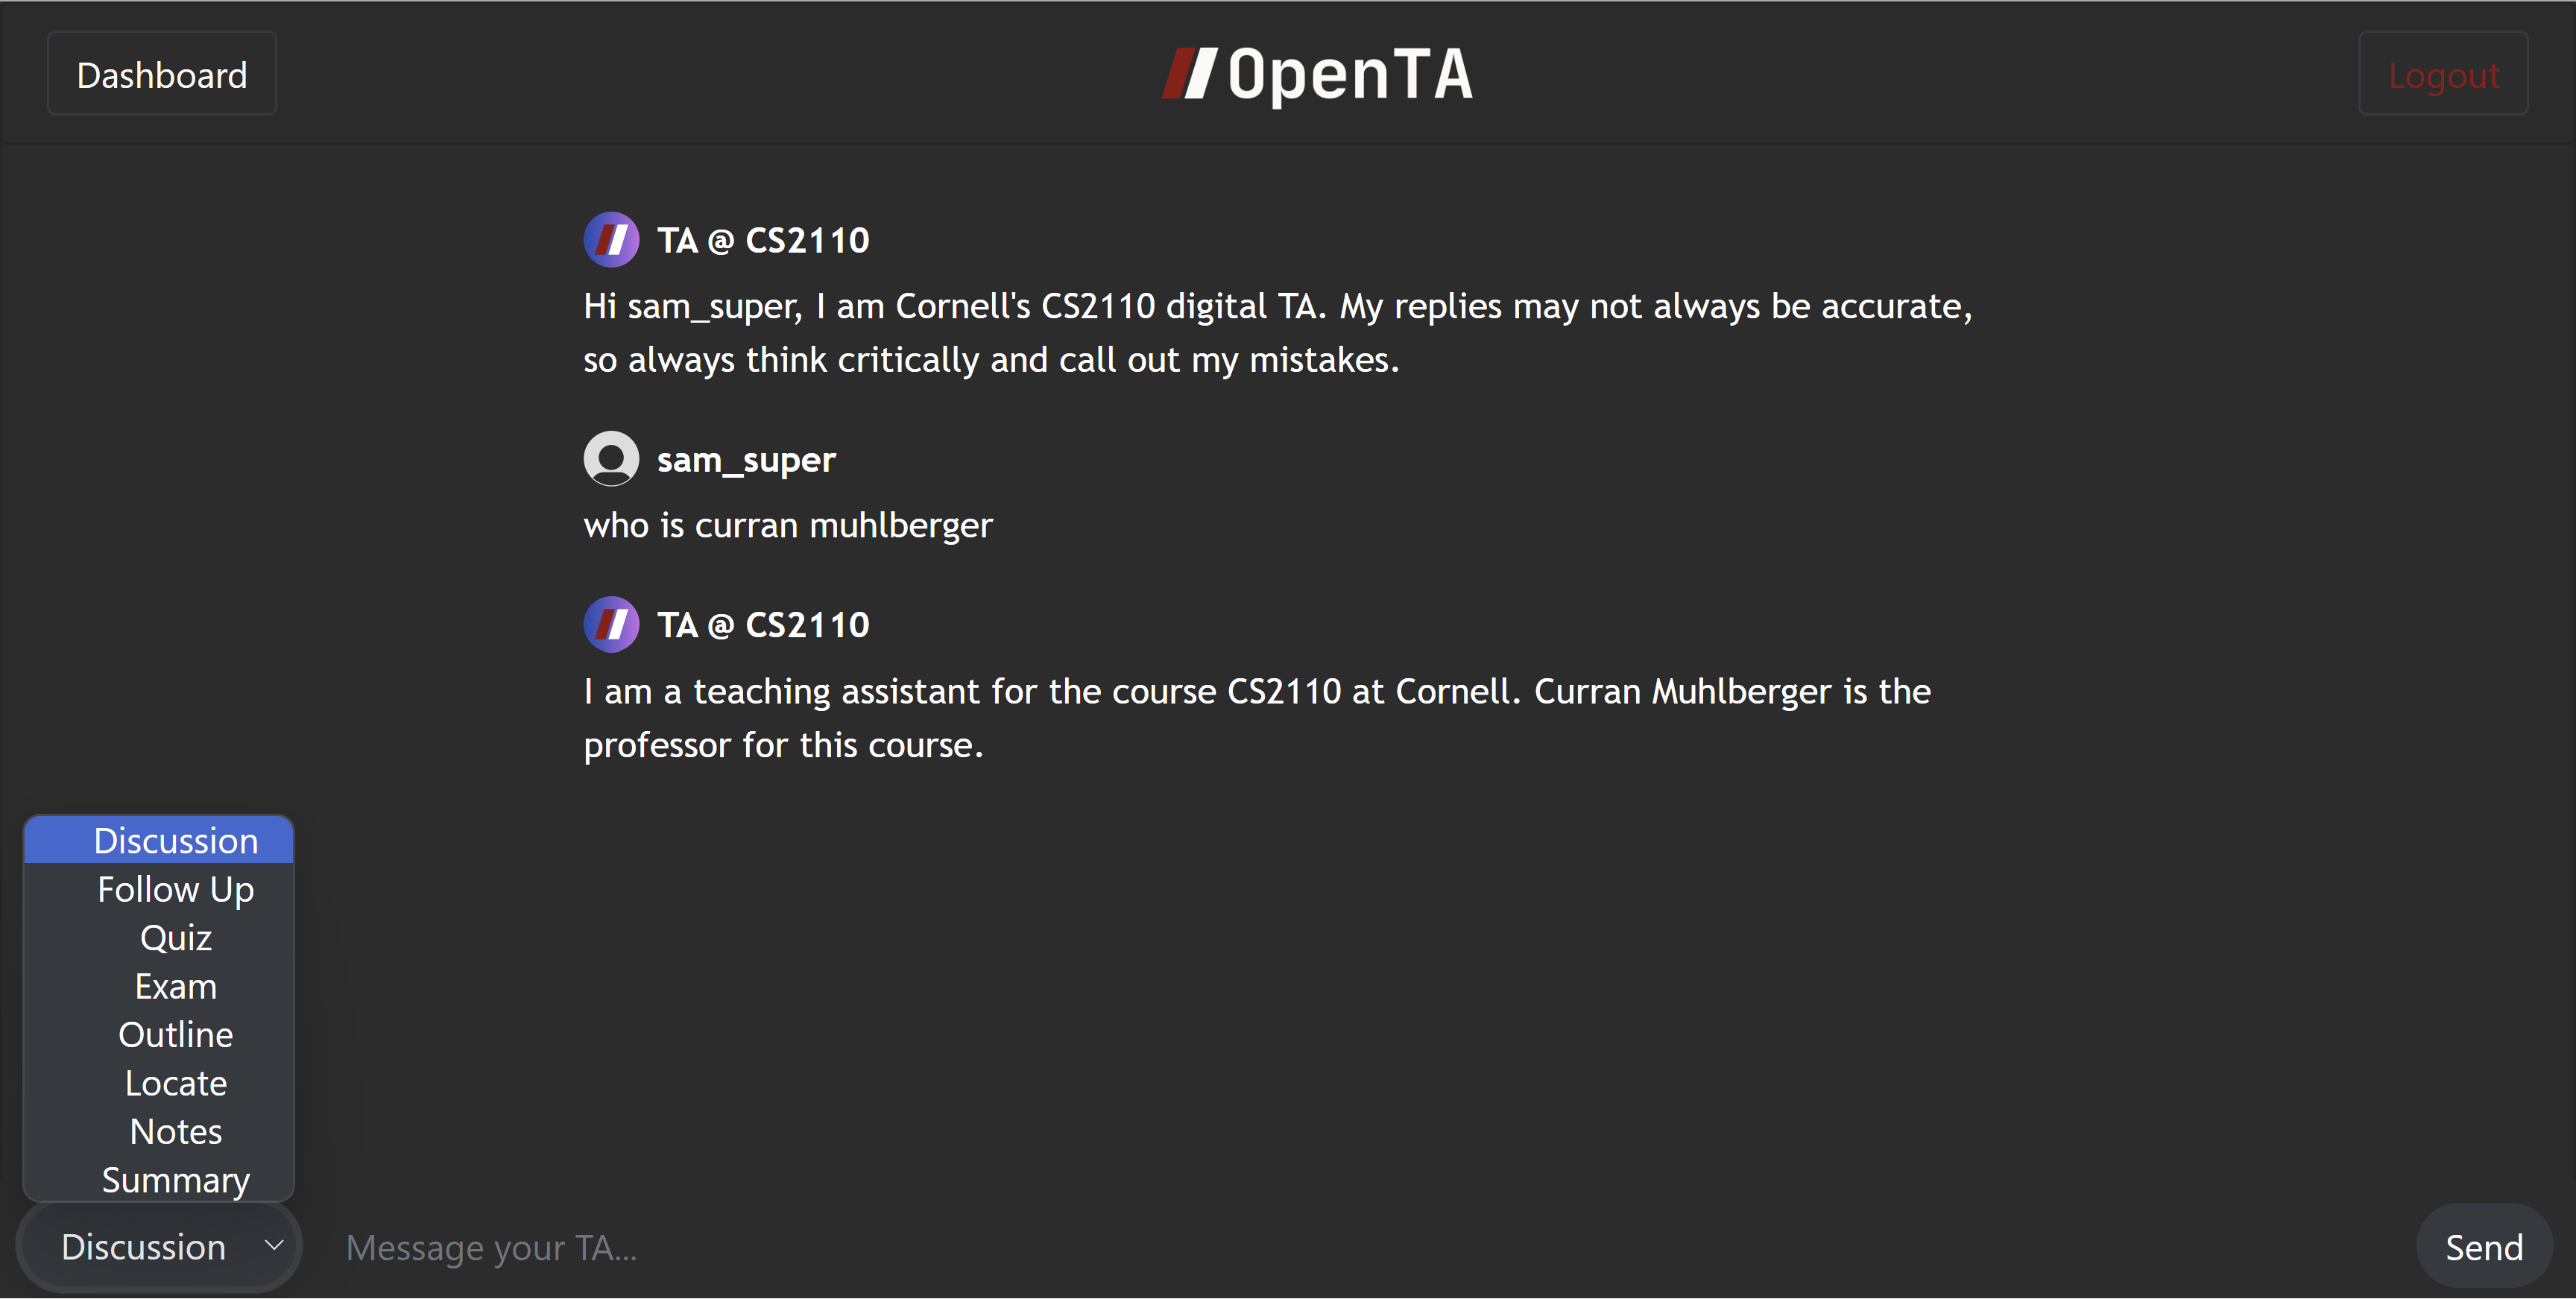 Dashboard
OpenTA
Logout
TA @ CS2110
Hi sam_super, I am Cornell's CS2110 digital TA. My replies may not always be accurate,
so always think critically and call out my mistakes.
sam_super
who is curran muhlberger
TA @ CS2110
I am a teaching assistant for the course CS2110 at Cornell. Curran Muhlberger is the
professor for this course.
Discussion
Follow Up
Quiz
Exam
Outline
Locate
Notes
Summary
Discussion
Message your TA...
Send